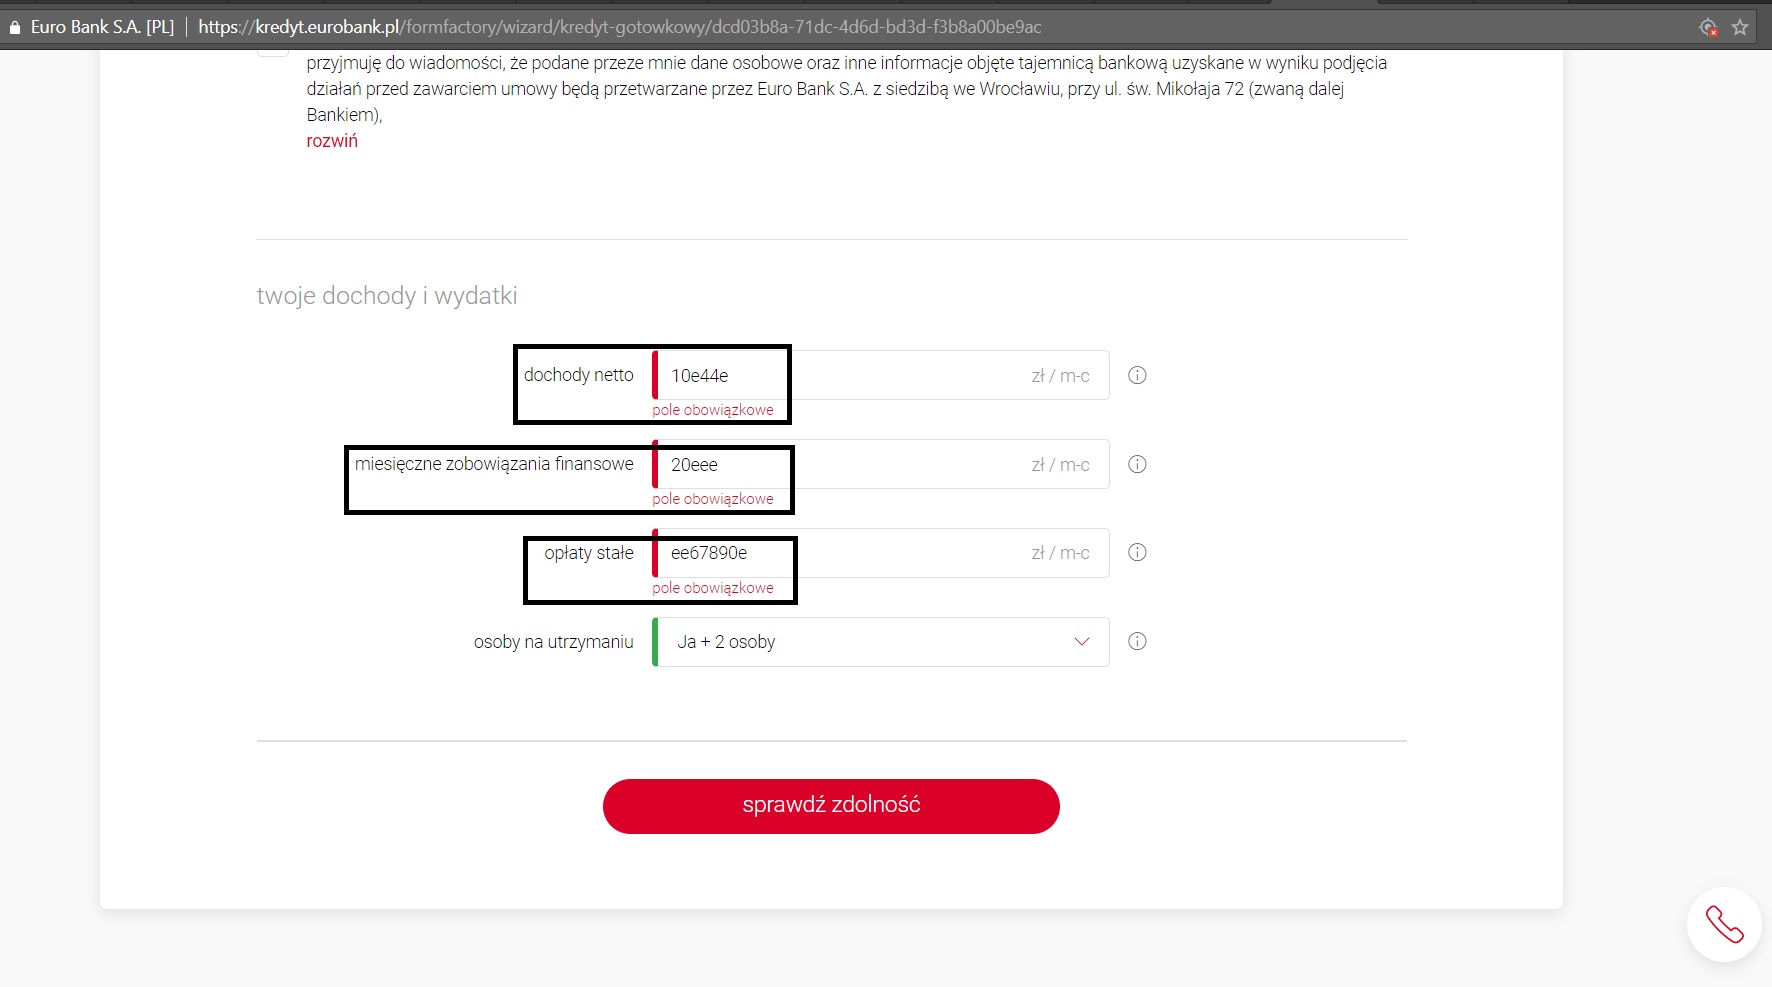 Euro Bank S.A. [PL] https://kredyt.eurobank.pl/formfactory/wizard/kredyt-gotowkowy/dcd03b8a-71dc-4d6d-bd3d-f3b8a00be9ac
przyjmuję do wiadomości, że podane przeze mnie dane osobowe oraz inne informacje objęte tajemnicą bankową uzyskane w wyniku podjęcia
działań przed zawarciem umowy będą przetwarzane przez Euro Bank S.A. z siedzibą we Wrocławiu, przy ul. św. Mikołaja 72 (zwaną dalej
Bankiem),
rozwiń
twoje dochody i wydatki
dochody netto 10e44e zł / m-c
pole obowiązkowe
miesięczne zobowiązania finansowe 20eee zł / m-c
pole obowiązkowe
opłaty stałe ee67890e zł / m-c
pole obowiązkowe
osoby na utrzymaniu Ja + 2 osoby
sprawdź zdolność